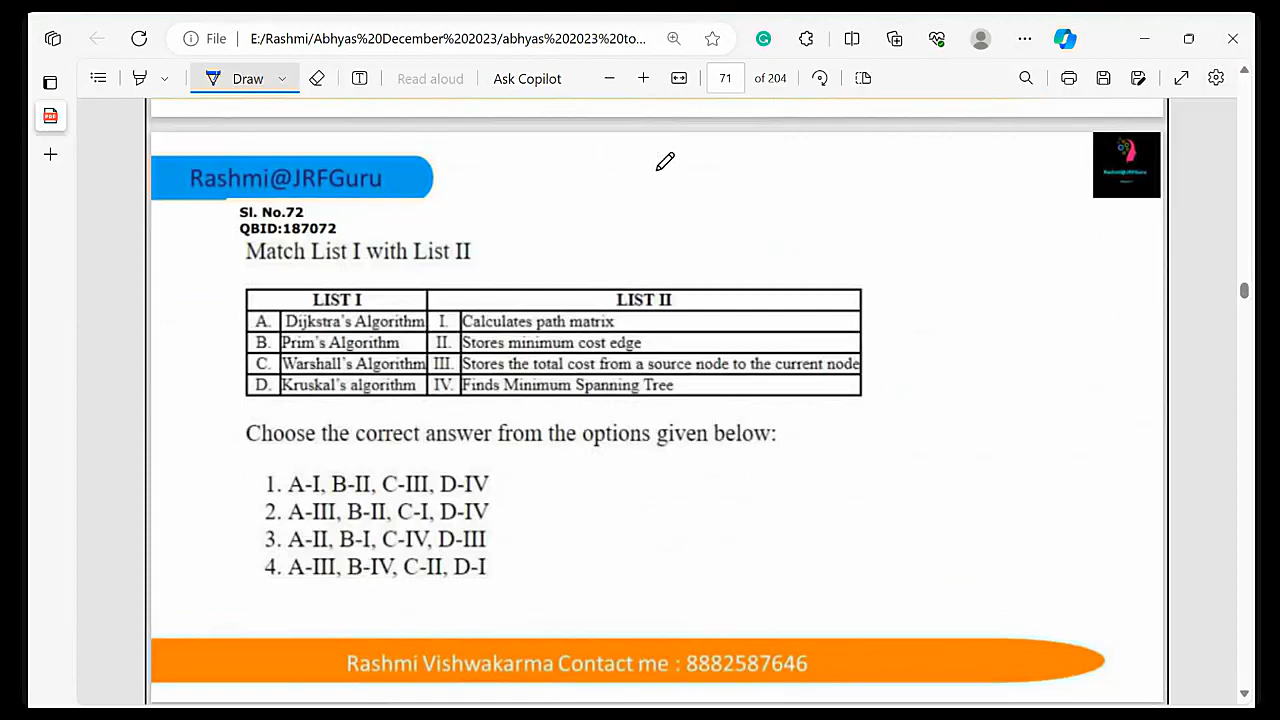 File
E:/Rashmi/Abhyas%20December%202023/abhyas%202023%20to...
Draw
Read aloud
Ask Copilot
71
of 204
Rashmi@JRFGuru
Sl. No.72
QBID:187072
Match List I with List II
LIST I LIST II
A. Dijkstra's Algorithm I. Calculates path matrix
B. Prim's Algorithm II. Stores minimum cost edge
C. Warshall's Algorithm III. Stores the total cost from a source node to the current node
D. Kruskal's algorithm IV. Finds Minimum Spanning Tree
Choose the correct answer from the options given below:
1. A-I, B-II, C-III, D-IV
2. A-III, B-II, C-I, D-IV
3. A-II, B-I, C-IV, D-III
4. A-III, B-IV, C-II, D-I
Rashmi Vishwakarma Contact me : 8882587646